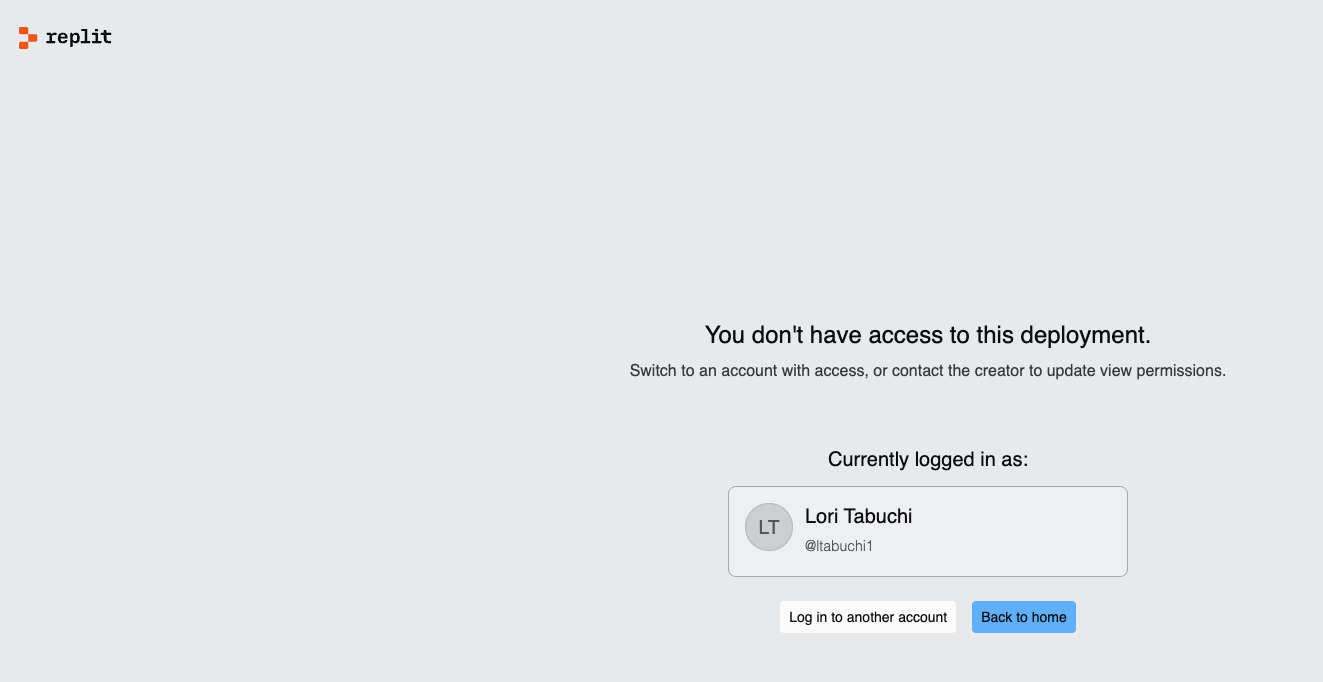 replit
You don't have access to this deployment.
Switch to an account with access, or contact the creator to update view permissions.
Currently logged in as:
LT
Lori Tabuchi
@ltabuchi1
Log in to another account
Back to home